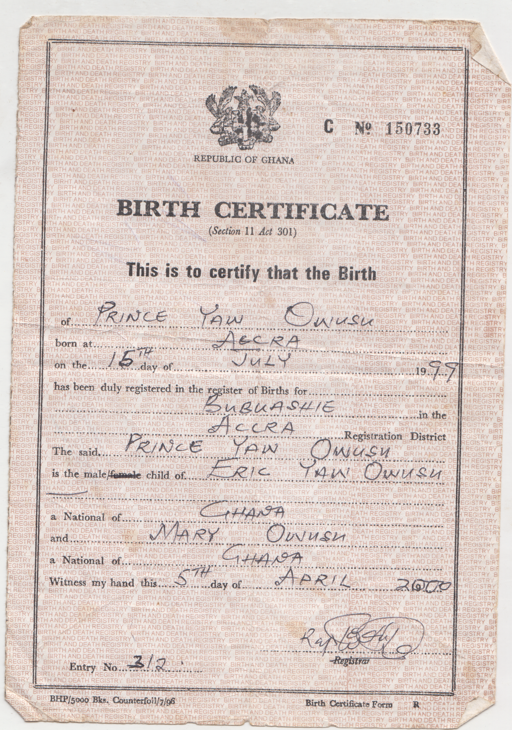 C Nº 150733
REPUBLIC OF GHANA
BIRTH CERTIFICATE
(Section 11 Act 301)
This is to certify that the Birth
of PRINCE YAW OWUSU
born at ACCRA
on the 15TH day of JULY 1999
has been duly registered in the register of Births for
BUBUASHIE in the
ACCRA Registration District
The said PRINCE YAW OWUSU
is the male/female child of ERIC YAW OWUSU
a National of GHANA
and MARY OWUSU
a National of GHANA
Witness my hand this 5TH day of APRIL 2000
Registrar
Entry No. 312
BHP/5000 Bks. Counterfoil/7/98 Birth Certificate Form R